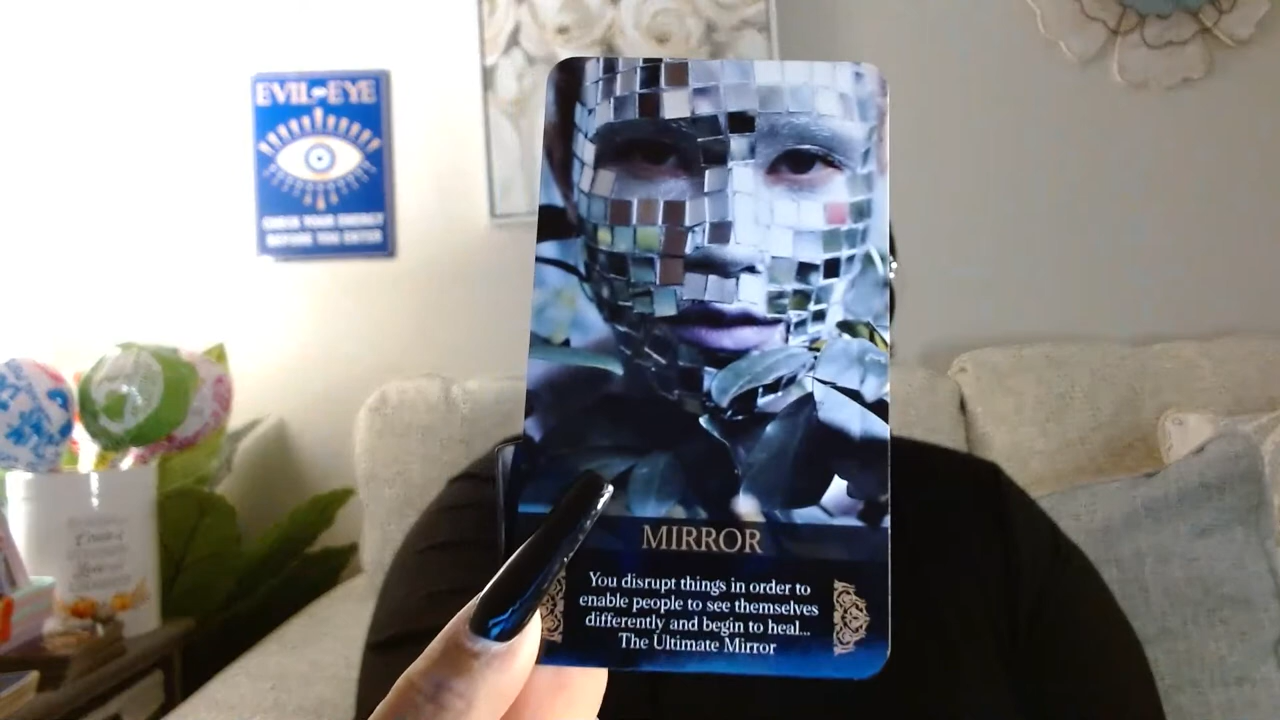 EVIL EYE
CHECK YOUR ENERGY
BEFORE YOU ENTER
MIRROR
You disrupt things in order to
enable people to see themselves
differently and begin to heal...
The Ultimate Mirror